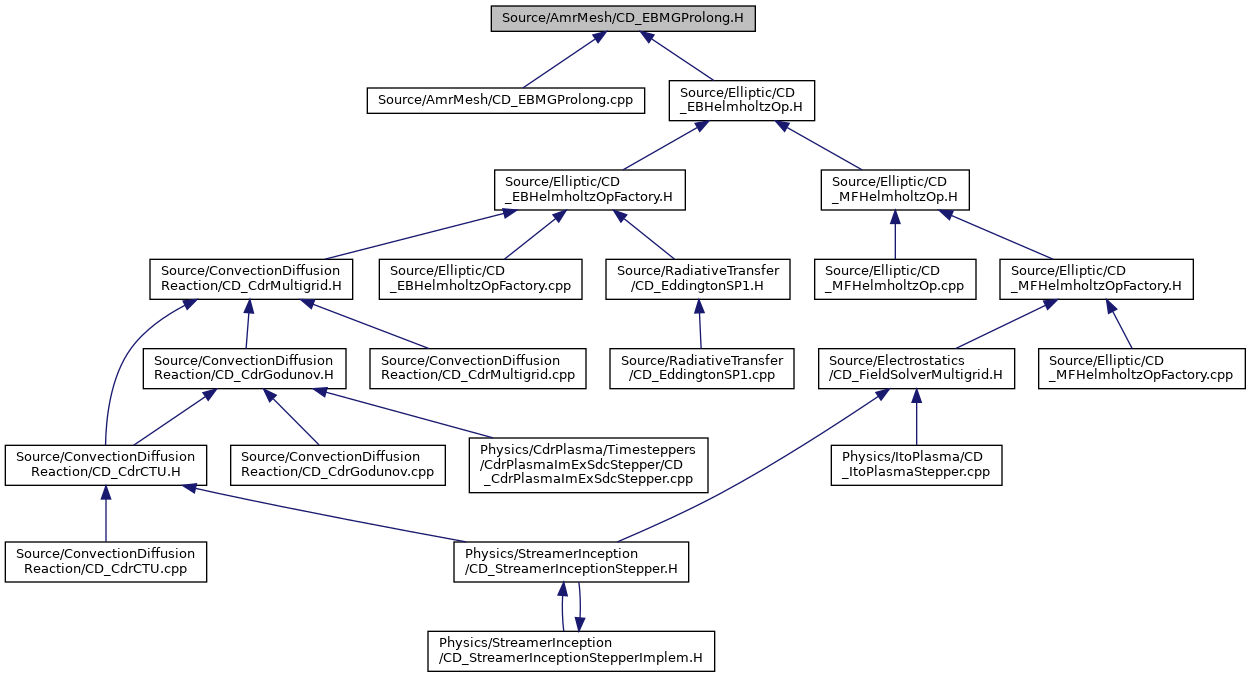 Source/AmrMesh/CD_EBMGProlong.H
Source/AmrMesh/CD_EBMGProlong.cpp
Source/Elliptic/CD
_EBHelmholtzOp.H
Source/Elliptic/CD
_EBHelmholtzOpFactory.H
Source/Elliptic/CD
_MFHelmholtzOp.H
Source/ConvectionDiffusion
Reaction/CD_CdrMultigrid.H
Source/Elliptic/CD
_EBHelmholtzOpFactory.cpp
Source/RadiativeTransfer
/CD_EddingtonSP1.H
Source/Elliptic/CD
_MFHelmholtzOp.cpp
Source/Elliptic/CD
_MFHelmholtzOpFactory.H
Source/ConvectionDiffusion
Reaction/CD_CdrGodunov.H
Source/ConvectionDiffusion
Reaction/CD_CdrMultigrid.cpp
Source/RadiativeTransfer
/CD_EddingtonSP1.cpp
Source/Electrostatics
/CD_FieldSolverMultigrid.H
Source/Elliptic/CD
_MFHelmholtzOpFactory.cpp
Source/ConvectionDiffusion
Reaction/CD_CdrCTU.H
Source/ConvectionDiffusion
Reaction/CD_CdrGodunov.cpp
Physics/CdrPlasma/Timesteppers
/CdrPlasmaImExSdcStepper/CD
_CdrPlasmaImExSdcStepper.cpp
Physics/ItoPlasma/CD
_ItoPlasmaStepper.cpp
Source/ConvectionDiffusion
Reaction/CD_CdrCTU.cpp
Physics/StreamerInception
/CD_StreamerInceptionStepper.H
Physics/StreamerInception
/CD_StreamerInceptionStepperImplem.H